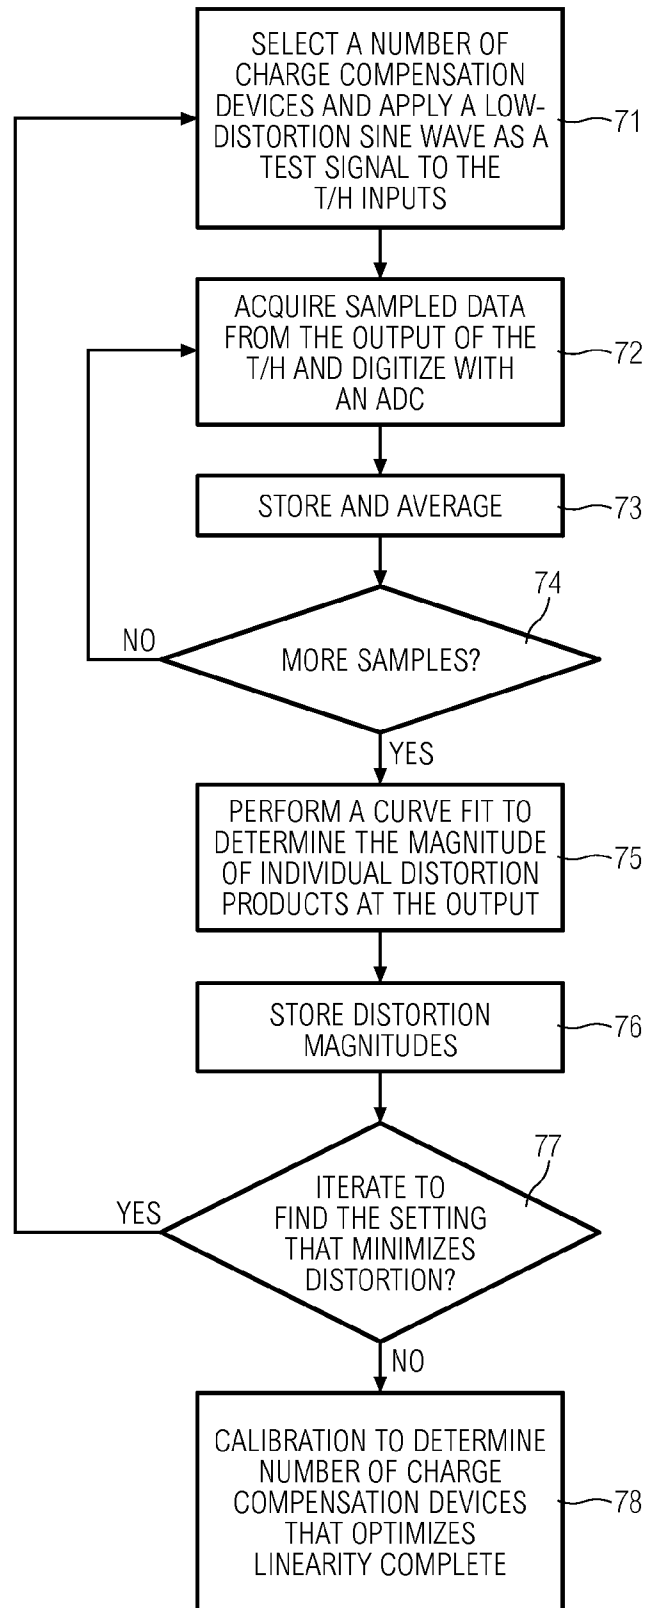 SELECT A NUMBER OF
CHARGE COMPENSATION
DEVICES AND APPLY A LOW-
DISTORTION SINE WAVE AS A
TEST SIGNAL TO THE
T/H INPUTS
71
ACQUIRE SAMPLED DATA
FROM THE OUTPUT OF THE
T/H AND DIGITIZE WITH
AN ADC
72
STORE AND AVERAGE
73
74
NO
MORE SAMPLES?
YES
PERFORM A CURVE FIT TO
DETERMINE THE MAGNITUDE
OF INDIVIDUAL DISTORTION
PRODUCTS AT THE OUTPUT
75
STORE DISTORTION
MAGNITUDES
76
77
YES
ITERATE TO
FIND THE SETTING
THAT MINIMIZES
DISTORTION?
NO
CALIBRATION TO DETERMINE
NUMBER OF CHARGE
COMPENSATION DEVICES
THAT OPTIMIZES
LINEARITY COMPLETE
78